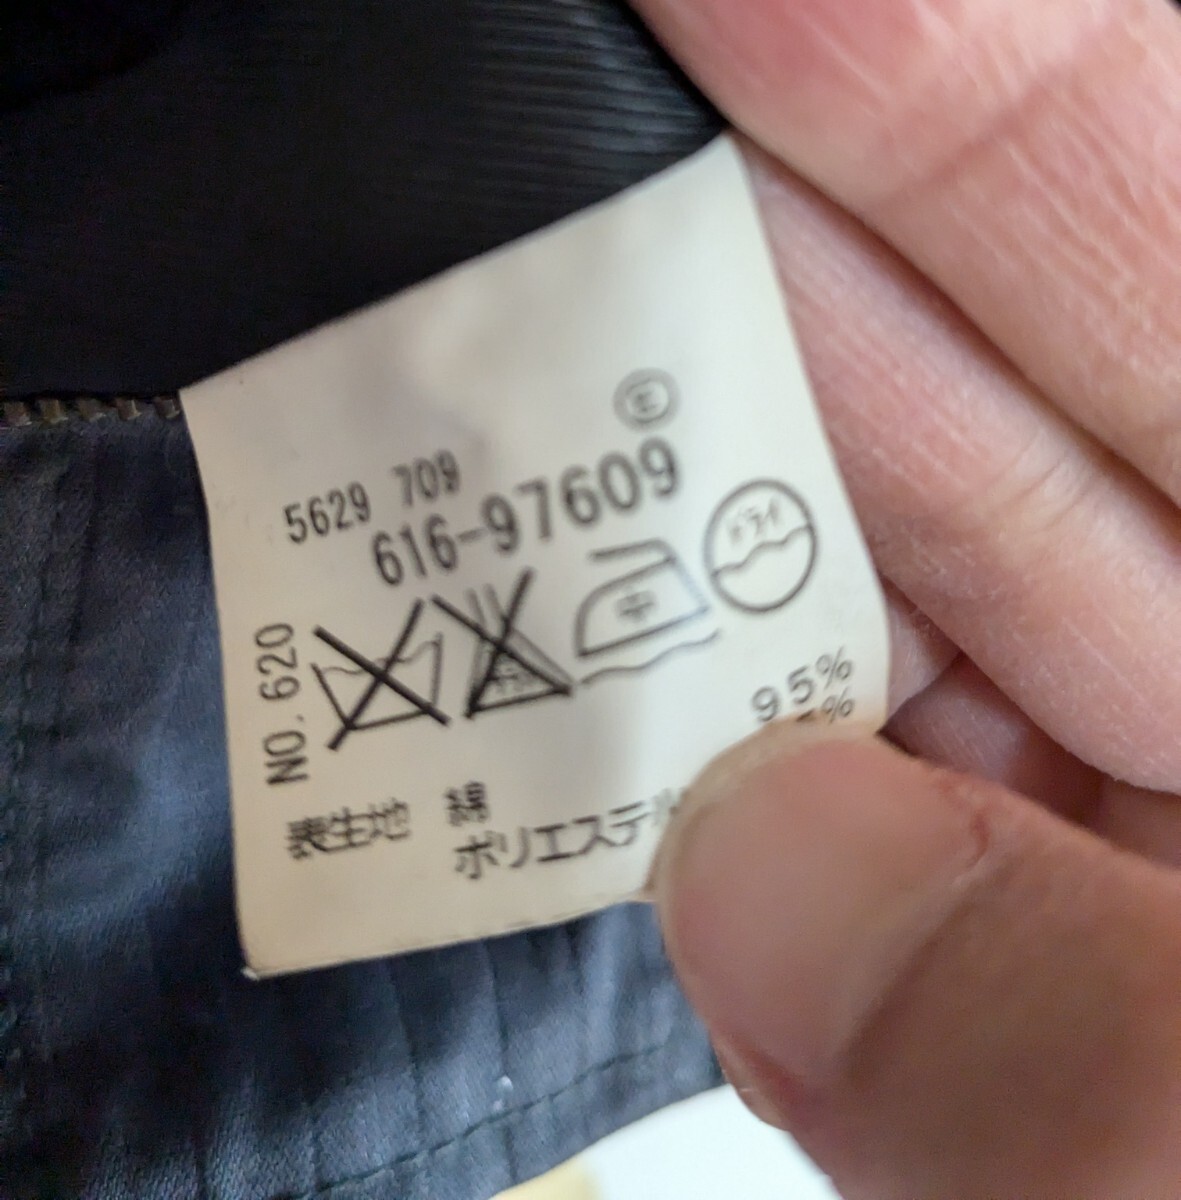 M
5629 709
616-97609
ドライ
中
NO. 620
表生地 綿 95%
ポリエステル %